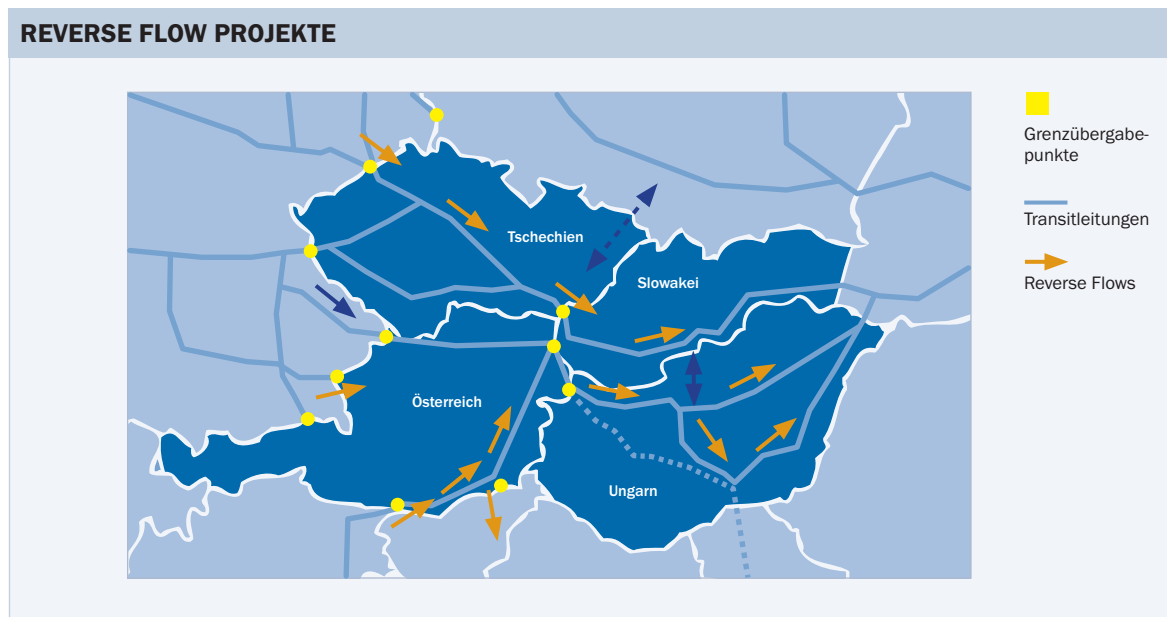 REVERSE FLOW PROJEKTE
Tschechien
Slowakei
Österreich
Ungarn
Grenzübergabe-
punkte
Transitleitungen
Reverse Flows